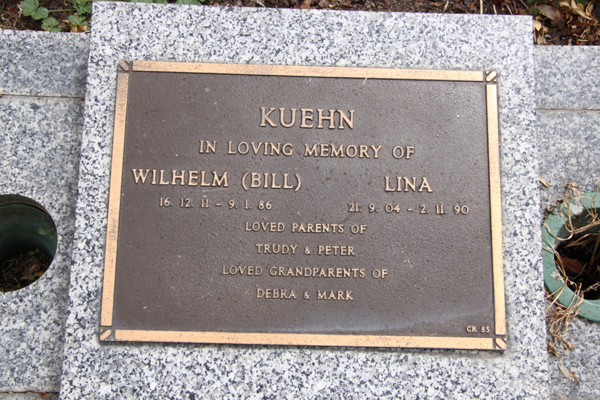 KUEHN
IN LOVING MEMORY OF
WILHELM (BILL) LINA
16. 12. 11 - 9. 1. 86 21. 9. 04 - 2. 11. 90
LOVED PARENTS OF
TRUDY & PETER
LOVED GRANDPARENTS OF
DEBRA & MARK
CR 83